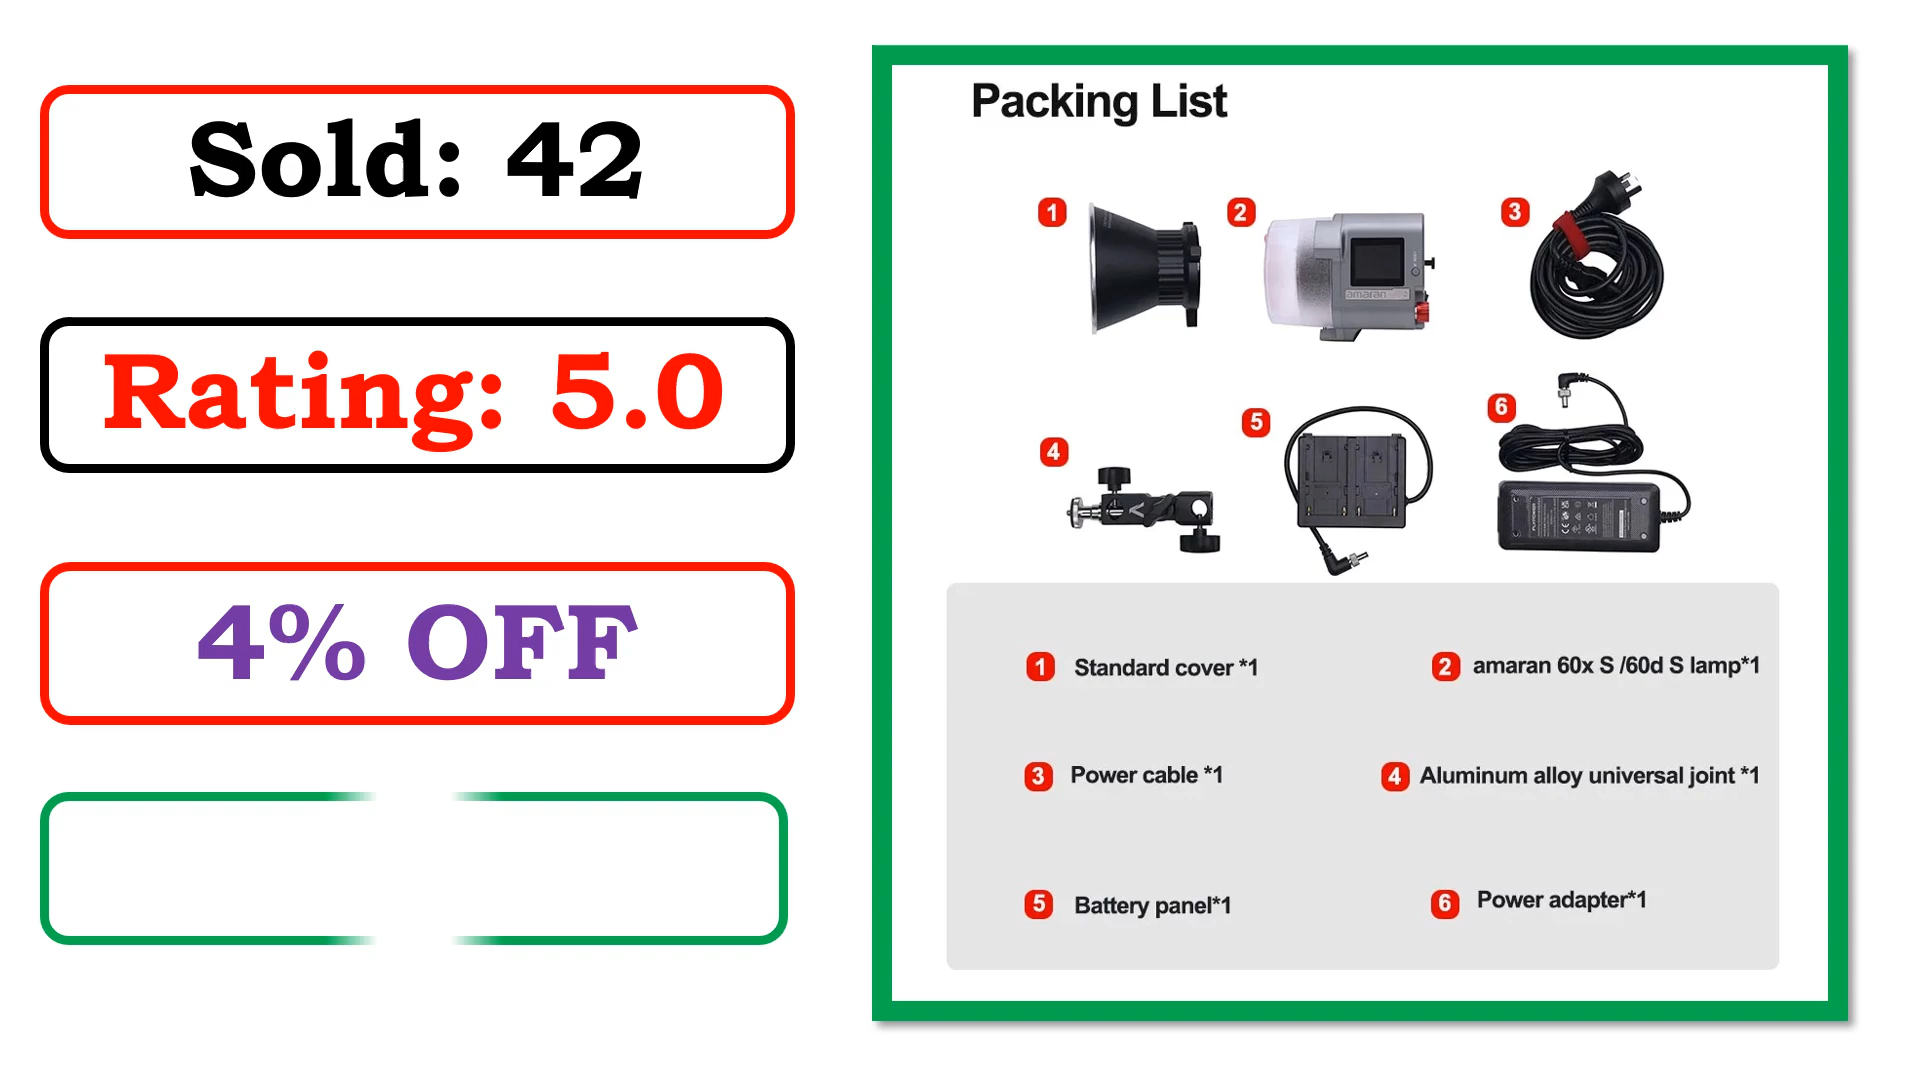 Sold: 42
Rating: 5.0
4% OFF
Packing List
1
2
3
amaran
4
5
6
1 Standard cover *1
2 amaran 60x S /60d S lamp*1
3 Power cable *1
4 Aluminum alloy universal joint *1
5 Battery panel*1
6 Power adapter*1